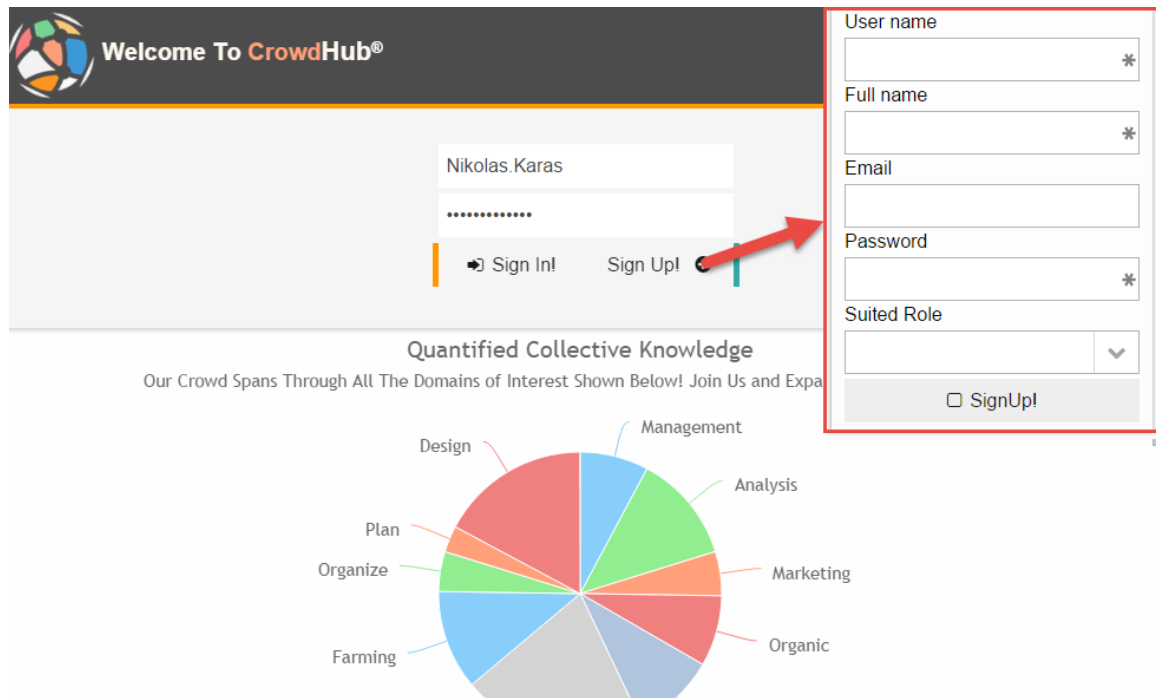 Welcome To CrowdHub®
Nikolas.Karas
•••••••••••••
Sign In!
Sign Up!
User name
*
Full name
*
Email
Password
*
Suited Role
SignUp!
Quantified Collective Knowledge
Our Crowd Spans Through All The Domains of Interest Shown Below! Join Us and Expa
Management
Design
Analysis
Plan
Organize
Marketing
Organic
Farming